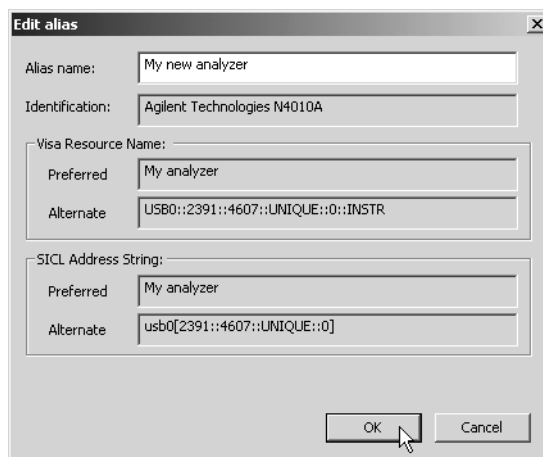 Edit alias
Alias name: My new analyzer
Identification: Agilent Technologies N4010A
Visa Resource Name:
Preferred My analyzer
Alternate USB0::2391::4607::UNIQUE::0::INSTR
SICL Address String:
Preferred My analyzer
Alternate usb0[2391::4607::UNIQUE::0]
OK Cancel